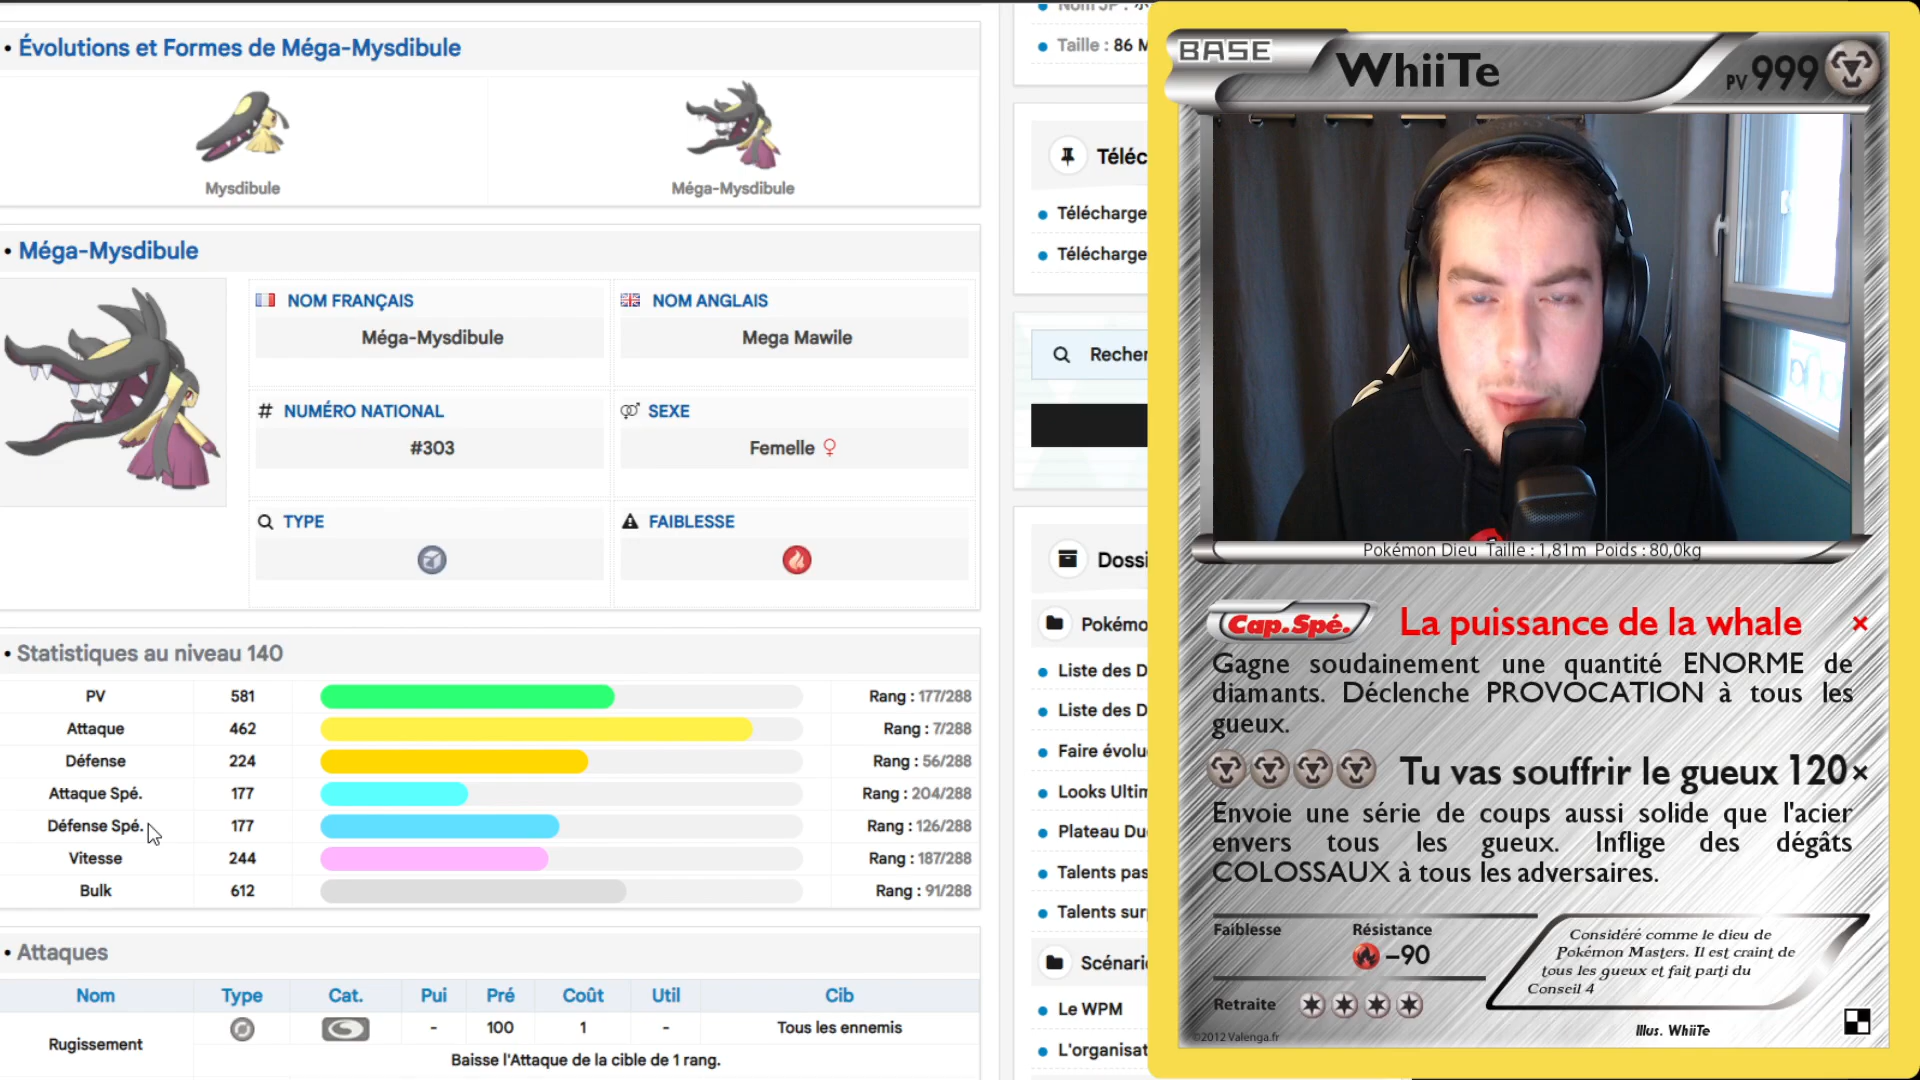 • Évolutions et Formes de Méga-Mysdibule
Mysdibule
Méga-Mysdibule
• Méga-Mysdibule
NOM FRANÇAIS
NOM ANGLAIS
Méga-Mysdibule
Mega Mawile
# NUMÉRO NATIONAL
SEXE
#303
Femelle ♀
TYPE
FAIBLESSE
• Statistiques au niveau 140
PV 581 Rang : 177/288
Attaque 462 Rang : 7/288
Défense 224 Rang : 56/288
Attaque Spé. 177 Rang : 204/288
Défense Spé. 177 Rang : 126/288
Vitesse 244 Rang : 187/288
Bulk 612 Rang : 91/288
• Attaques
Nom Type Cat. Pui Pré Coût Util Cib
Rugissement - 100 1 - Tous les ennemis
Baisse l'Attaque de la cible de 1 rang.
Taille : 86 M
Téléc
Télécharge
Télécharge
Recher
Dossi
Pokémo
Liste des D
Liste des D
Faire évolu
Looks Ultim
Plateau Du
Talents pas
Talents sur
Scénari
Le WPM
L'organisat
BASE
WhiiTe
PV 999
Pokémon Dieu Taille : 1,81m Poids : 80,0kg
Cap.Spé. La puissance de la whale ×
Gagne soudainement une quantité ENORME de
diamants. Déclenche PROVOCATION à tous les
gueux.
Tu vas souffrir le gueux 120×
Envoie une série de coups aussi solide que l'acier
envers tous les gueux. Inflige des dégâts
COLOSSAUX à tous les adversaires.
Faiblesse
Résistance
–90
Retraite
Considéré comme le dieu de
Pokémon Masters. Il est craint de
tous les gueux et fait parti du
Conseil 4
Illus. WhiiTe
©2012 Valenga.fr